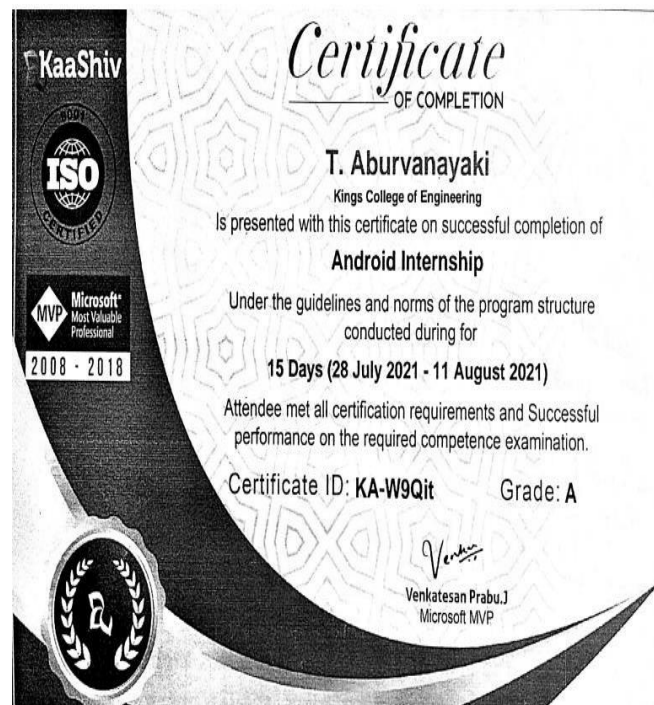 KaaShiv
9001
ISO
CERTIFIED
MVP
Microsoft®
Most Valuable
Professional
2008 - 2018
Certificate
OF COMPLETION
T. Aburvanayaki
Kings College of Engineering
Is presented with this certificate on successful completion of
Android Internship
Under the guidelines and norms of the program structure
conducted during for
15 Days (28 July 2021 - 11 August 2021)
Attendee met all certification requirements and Successful
performance on the required competence examination.
Certificate ID: KA-W9Qit Grade: A
Venkat
Venkatesan Prabu.J
Microsoft MVP